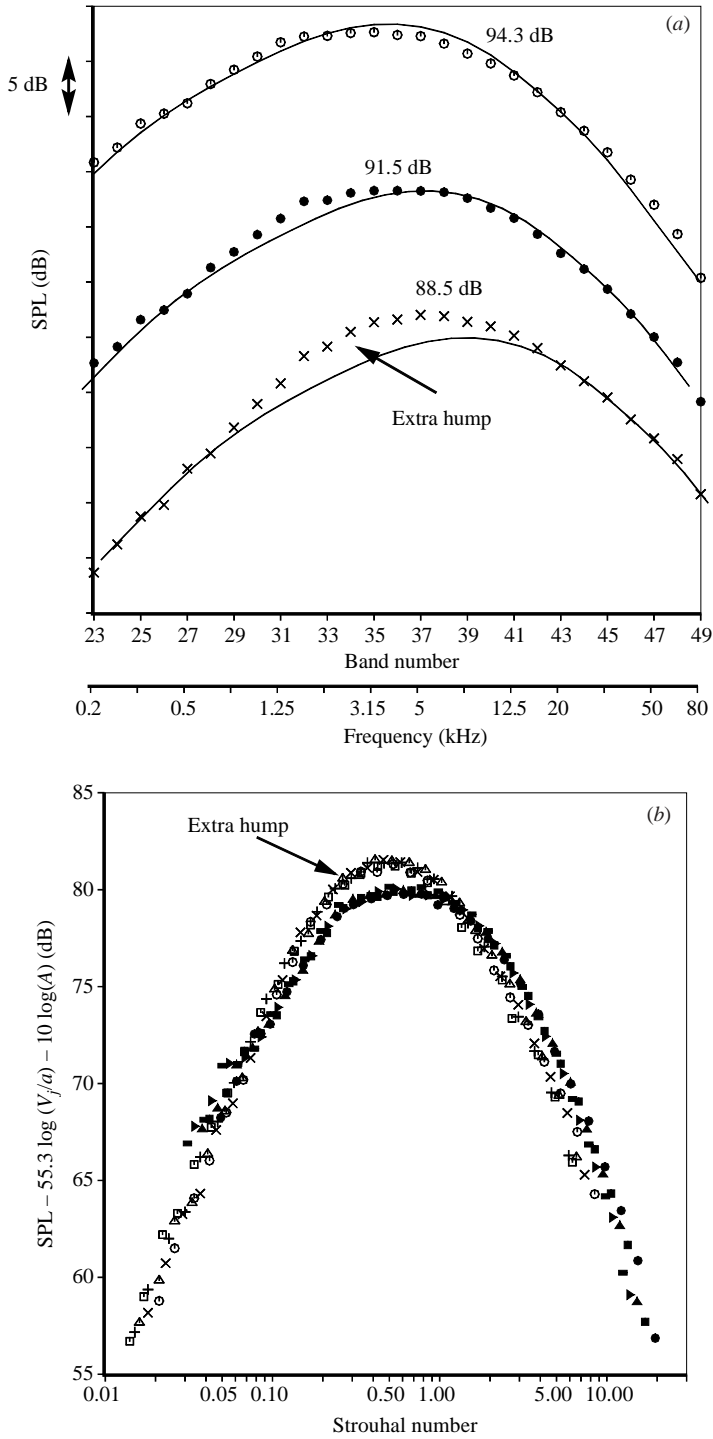 (a)
94.3 dB
5 dB
91.5 dB
SPL (dB)
88.5 dB
Extra hump
23 25 27 29 31 33 35 37 39 41 43 45 47 49
Band number
0.2 0.5 1.25 3.15 5 12.5 20 50 80
Frequency (kHz)
(b)
Extra hump
85
80
75
70
65
60
55
SPL – 55.3 log (Vj/a) – 10 log(A) (dB)
0.01 0.05 0.10 0.50 1.00 5.00 10.00
Strouhal number